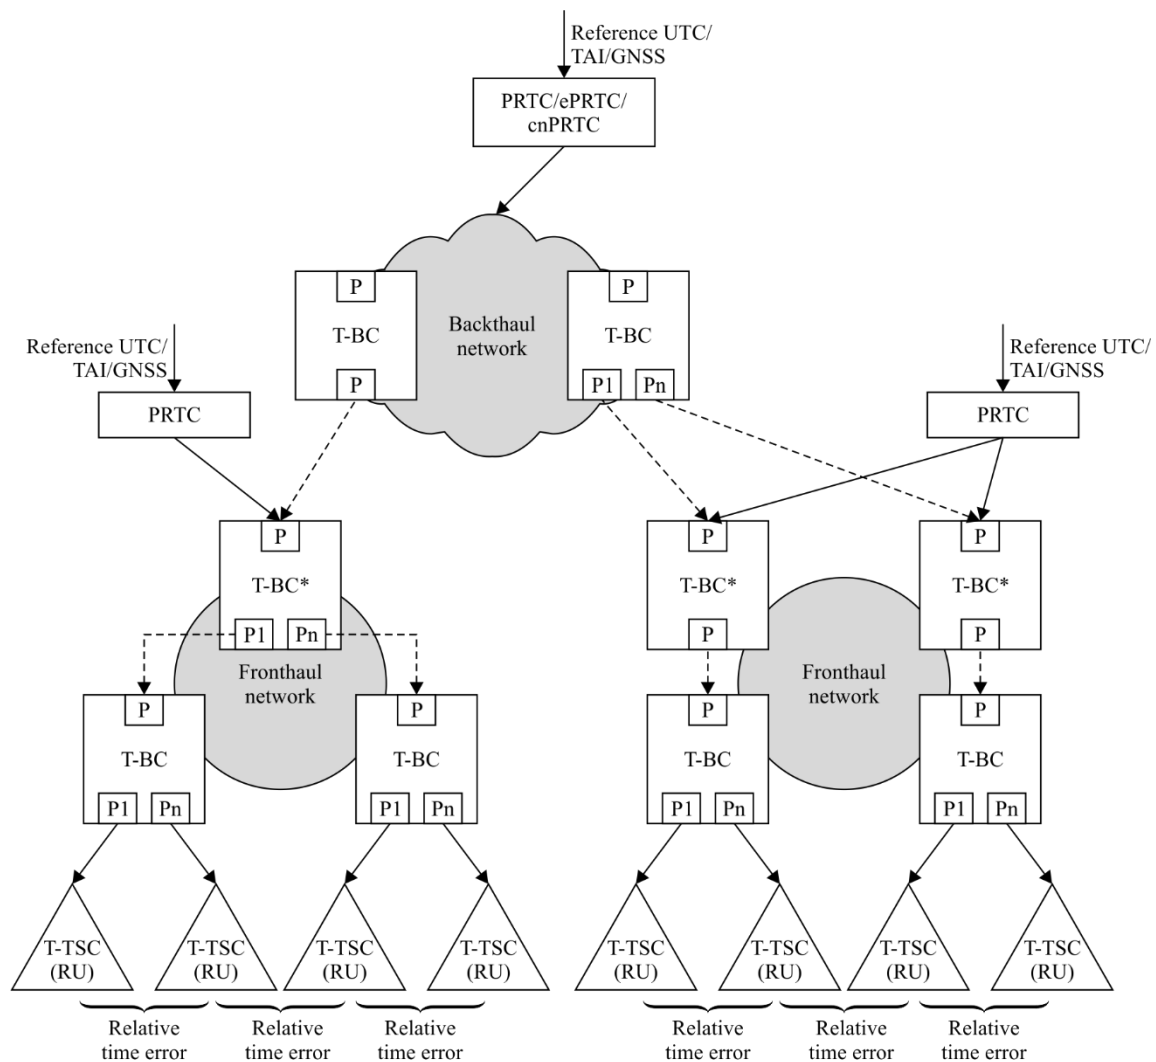 Reference UTC/
TAI/GNSS
PRTC/ePRTC/
cnPRTC
P
P
T-BC
Backthaul
network
T-BC
P
P1
Pn
Reference UTC/
TAI/GNSS
Reference UTC/
TAI/GNSS
PRTC
PRTC
P
P
P
T-BC*
T-BC*
T-BC*
P1
Pn
P
P
Fronthaul
network
Fronthaul
network
P
P
P
P
T-BC
T-BC
T-BC
T-BC
P1
Pn
P1
Pn
P1
Pn
P1
Pn
T-TSC
(RU)
T-TSC
(RU)
T-TSC
(RU)
T-TSC
(RU)
T-TSC
(RU)
T-TSC
(RU)
T-TSC
(RU)
T-TSC
(RU)
Relative
time error
Relative
time error
Relative
time error
Relative
time error
Relative
time error
Relative
time error